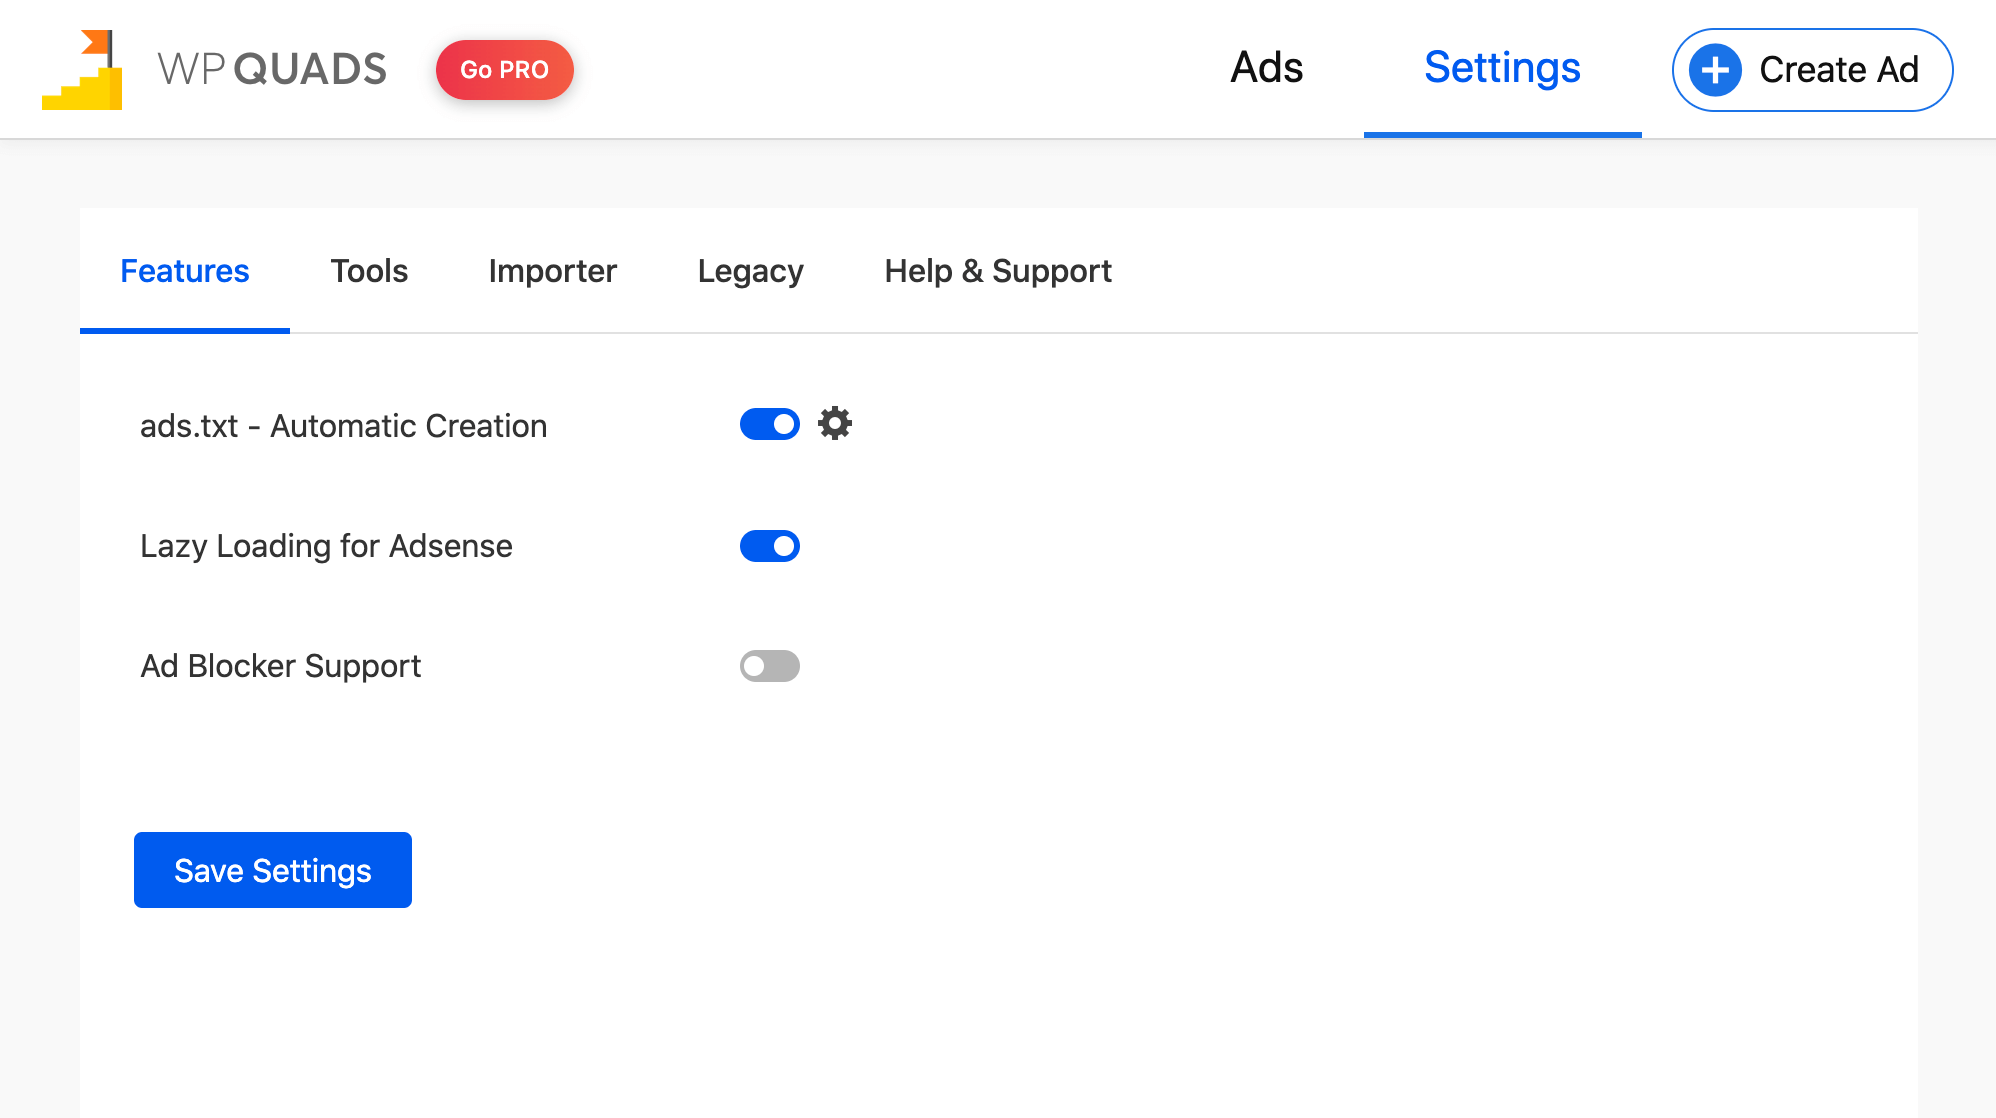 WP QUADS Go PRO Ads Settings Create Ad
Features Tools Importer Legacy Help & Support
ads.txt - Automatic Creation
Lazy Loading for Adsense
Ad Blocker Support
Save Settings